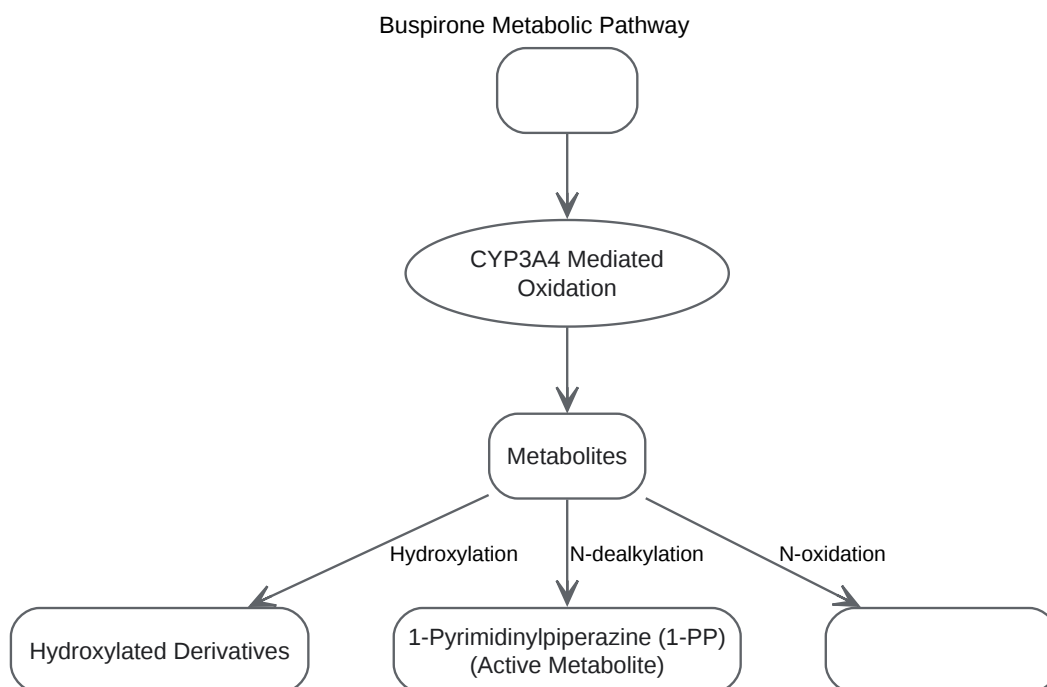 Buspirone Metabolic Pathway
CYP3A4 Mediated
Oxidation
Metabolites
Hydroxylation
N-dealkylation
N-oxidation
Hydroxylated Derivatives
1-Pyrimidinylpiperazine (1-PP)
(Active Metabolite)